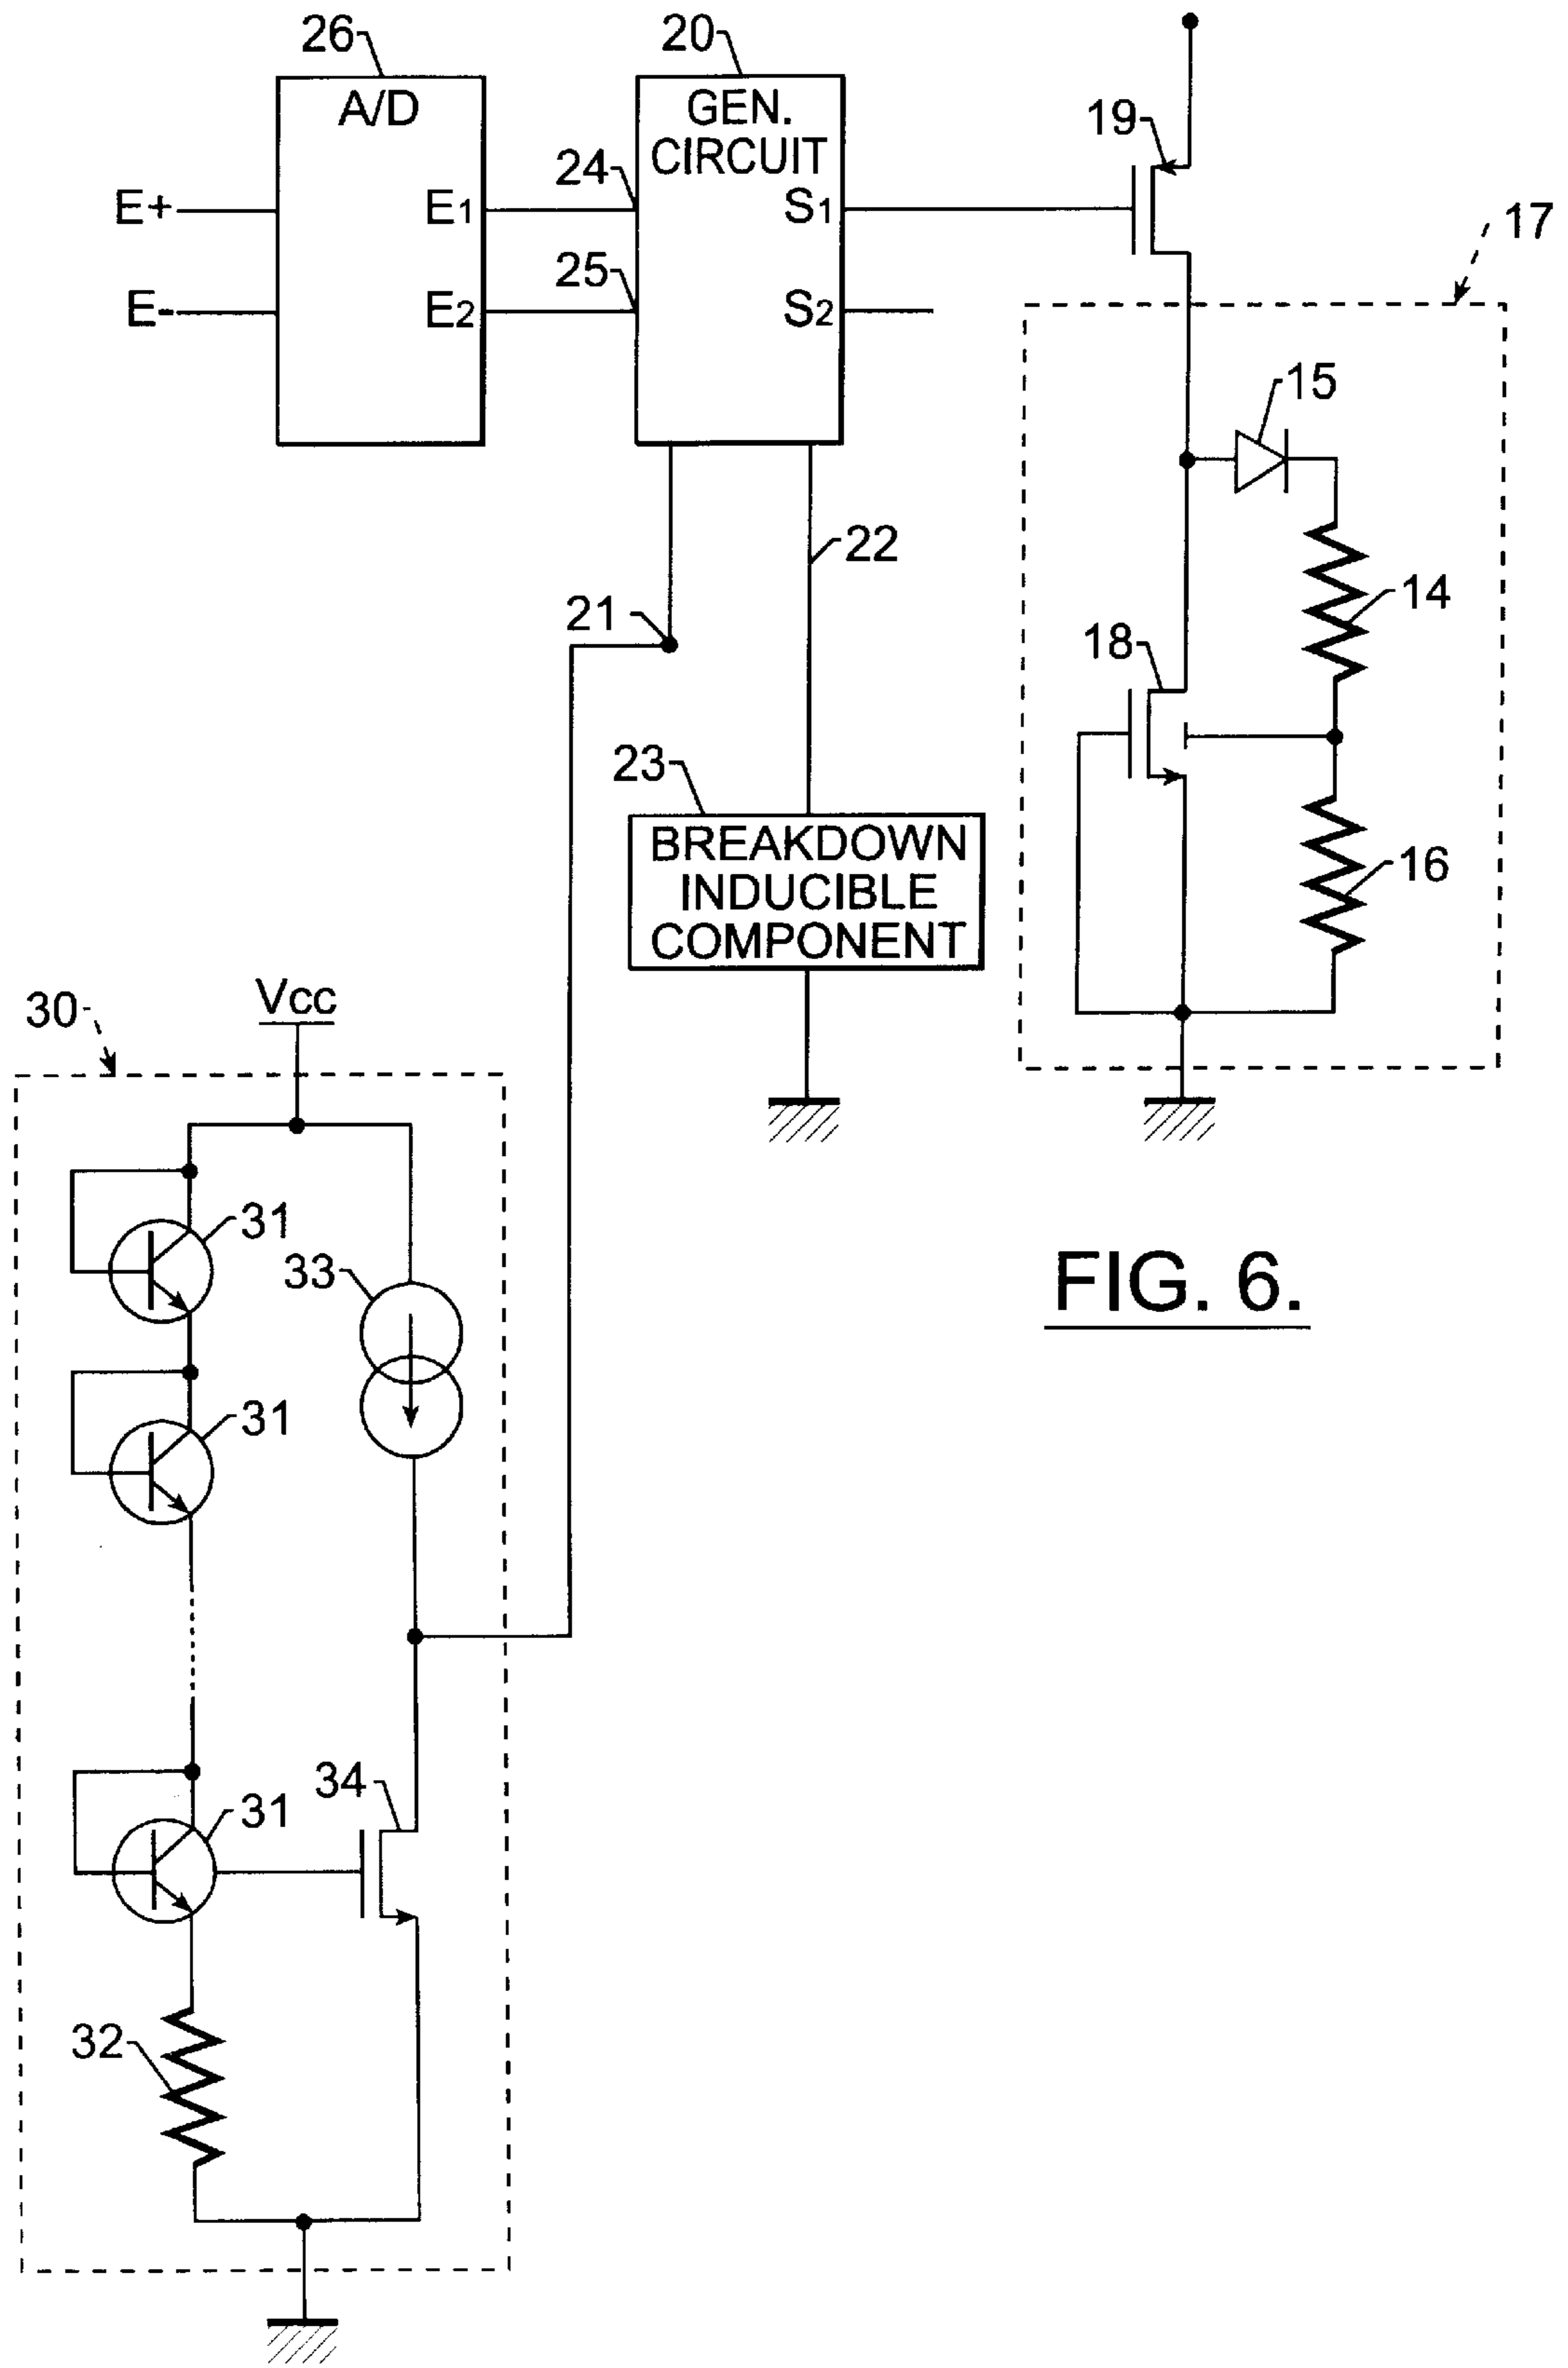 26
20
A/D
GEN.
CIRCUIT
19
24
E+
E1
S1
17
25
E-
E2
S2
15
22
14
21
18
23
BREAKDOWN
INDUCIBLE
COMPONENT
16
30
Vcc
31
33
FIG. 6.
31
34
31
32